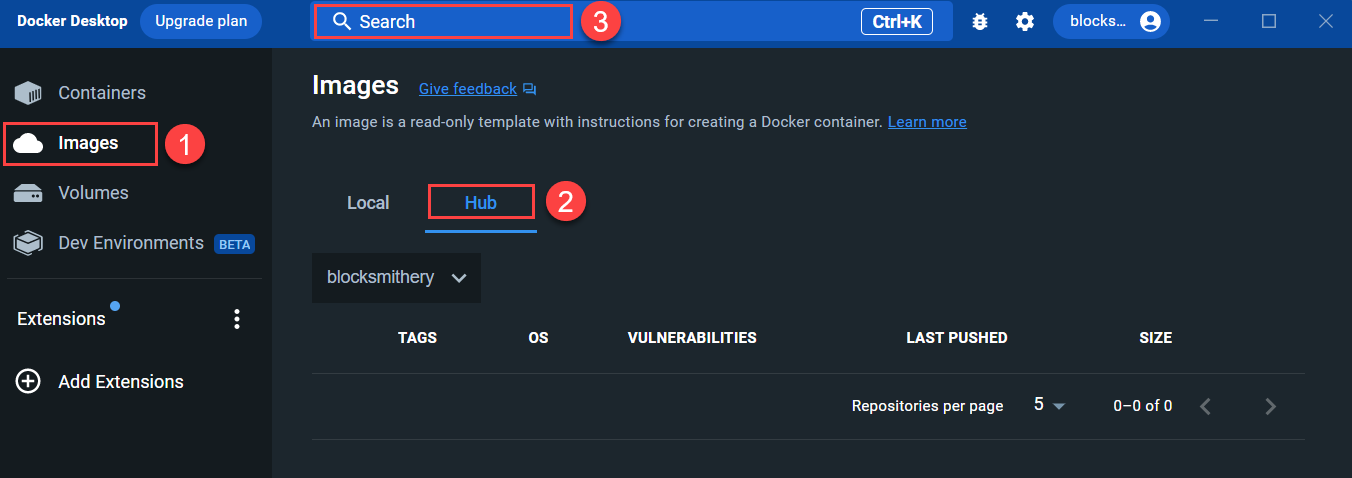 Docker Desktop Upgrade plan Search 3 Ctrl+K blocks...
Containers
Images 1
Volumes
Dev Environments BETA
Extensions
Add Extensions
Images Give feedback
An image is a read-only template with instructions for creating a Docker container. Learn more
Local Hub 2
blocksmithery
TAGS OS VULNERABILITIES LAST PUSHED SIZE
Repositories per page 5 0–0 of 0